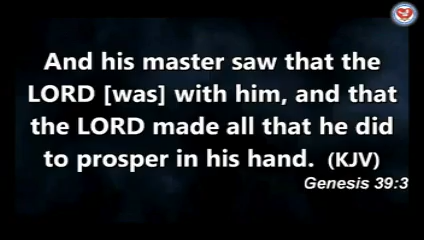 And his master saw that the
LORD [was] with him, and that
the LORD made all that he did
to prosper in his hand. (KJV)
Genesis 39:3